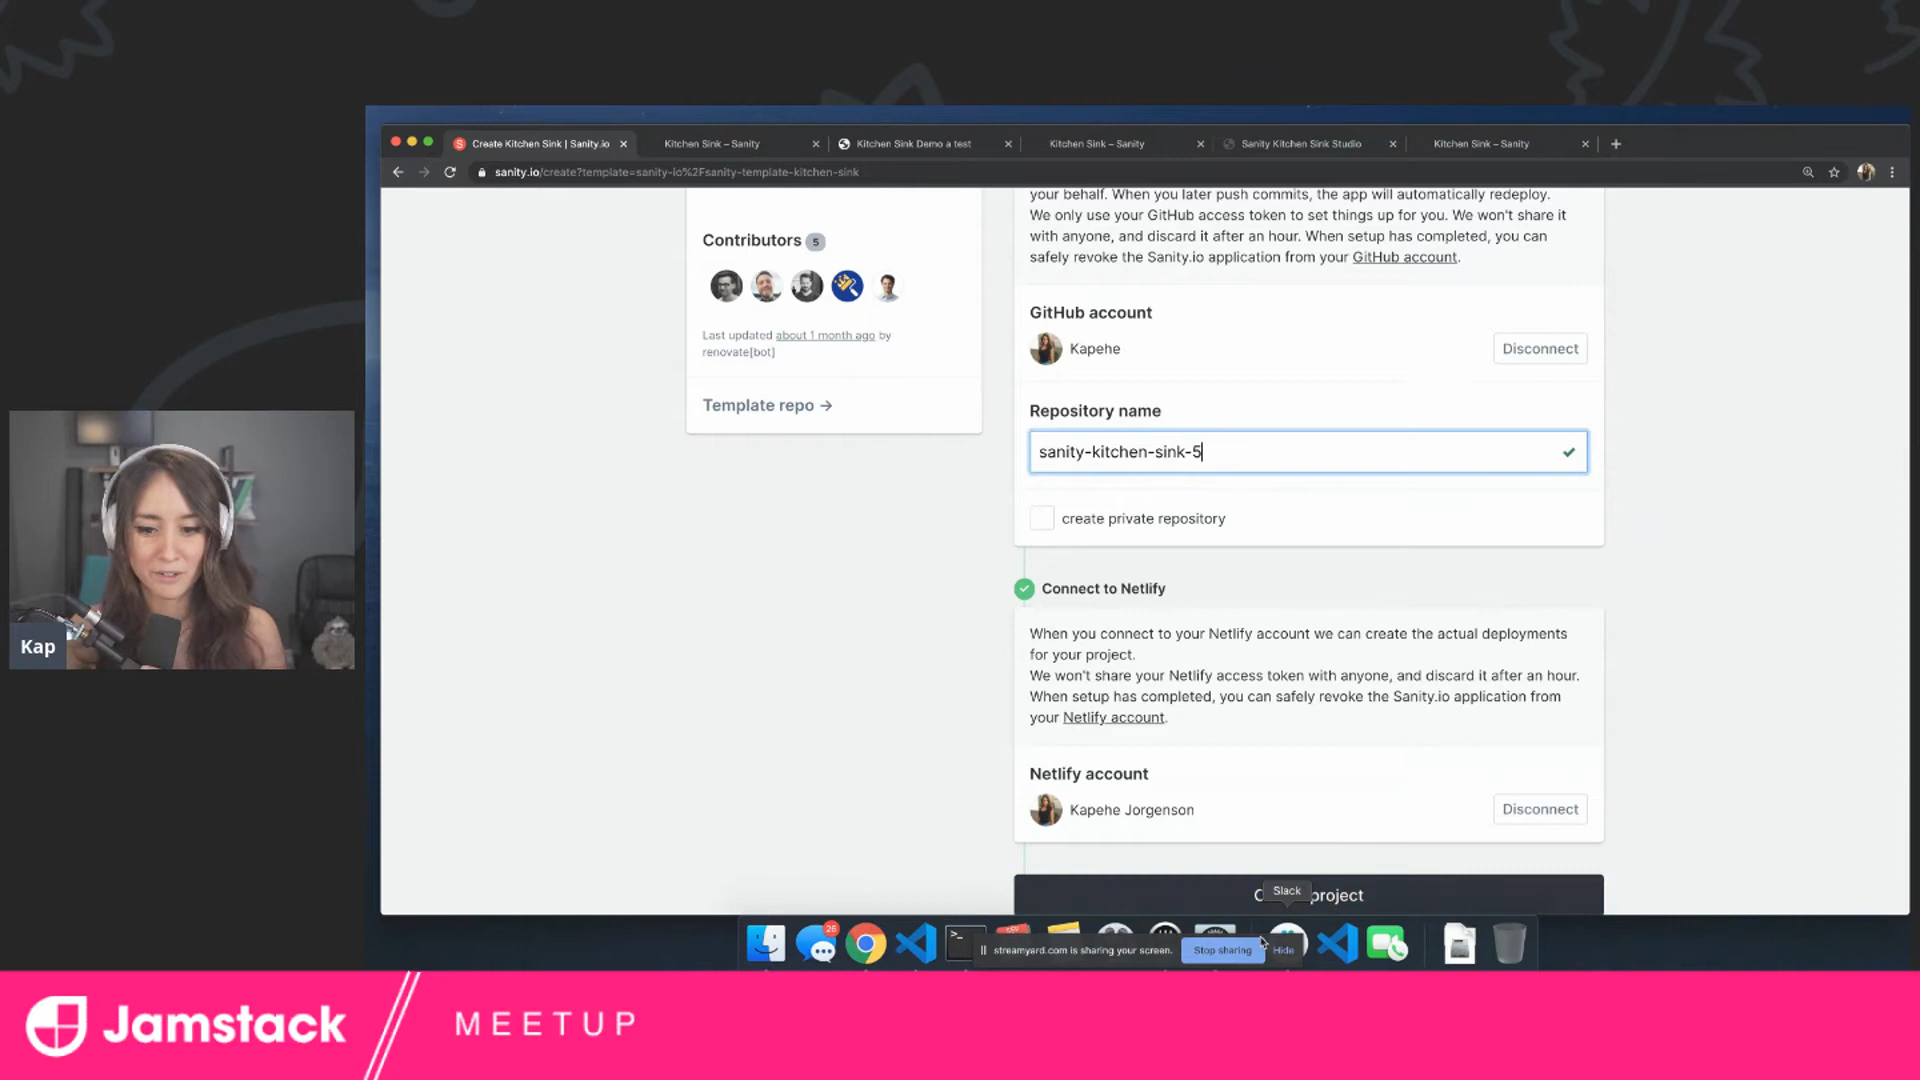 Create Kitchen Sink | Sanity.io
Kitchen Sink – Sanity
Kitchen Sink Demo a test
Kitchen Sink – Sanity
Sanity Kitchen Sink Studio
Kitchen Sink – Sanity
sanity.io/create?template=sanity-io%2Fsanity-template-kitchen-sink
Contributors 5
Last updated about 1 month ago by
renovate[bot]
Template repo →
your behalf. When you later push commits, the app will automatically redeploy.
We only use your GitHub access token to set things up for you. We won't share it
with anyone, and discard it after an hour. When setup has completed, you can
safely revoke the Sanity.io application from your GitHub account.
GitHub account
Kapehe
Disconnect
Repository name
sanity-kitchen-sink-5
create private repository
Connect to Netlify
When you connect to your Netlify account we can create the actual deployments
for your project.
We won't share your Netlify access token with anyone, and discard it after an hour.
When setup has completed, you can safely revoke the Sanity.io application from
your Netlify account.
Netlify account
Kapehe Jorgenson
Disconnect
Slack
project
26
streamyard.com is sharing your screen.
Stop sharing
Hide
Kap
Jamstack
MEETUP